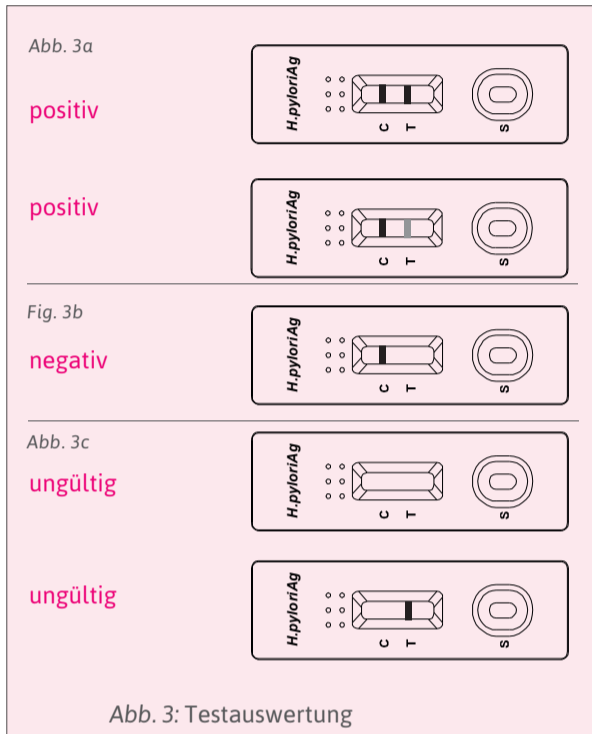 Abb. 3a
positiv
H.pyloriAg
C T
S
positiv
H.pyloriAg
C T
S
Fig. 3b
negativ
H.pyloriAg
C T
S
Abb. 3c
ungültig
H.pyloriAg
C T
S
ungültig
H.pyloriAg
C T
S
Abb. 3: Testauswertung